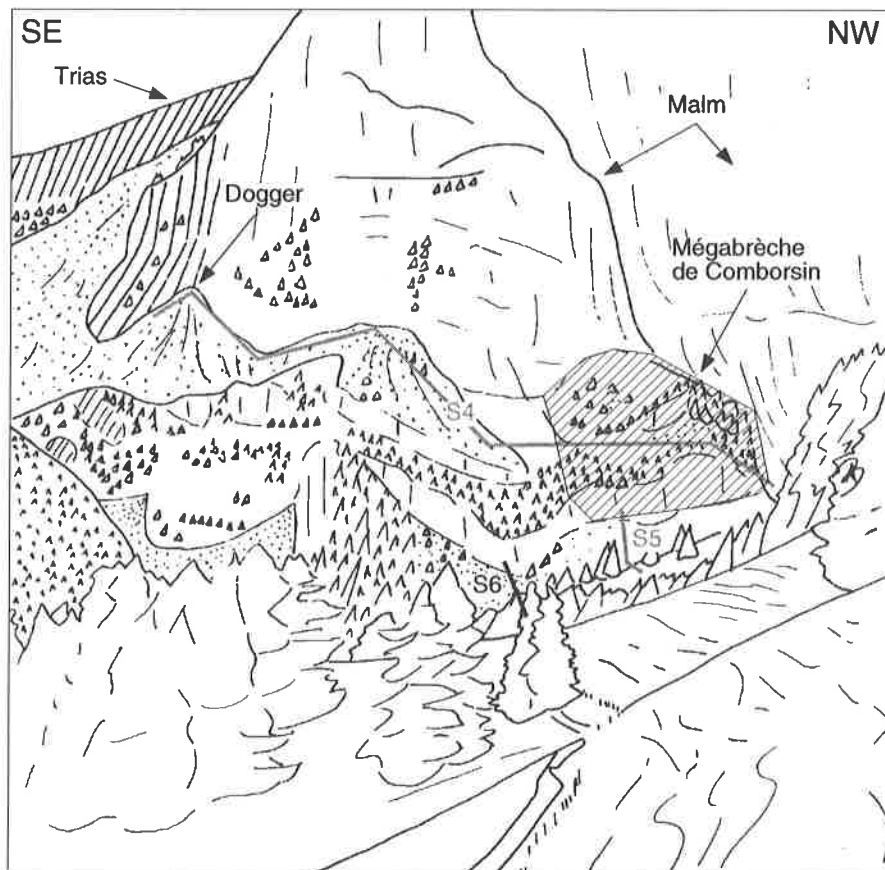 SE
NW
Trias
Malm
Dogger
Mégabrèche
de Comborsin
S4
S5
S6